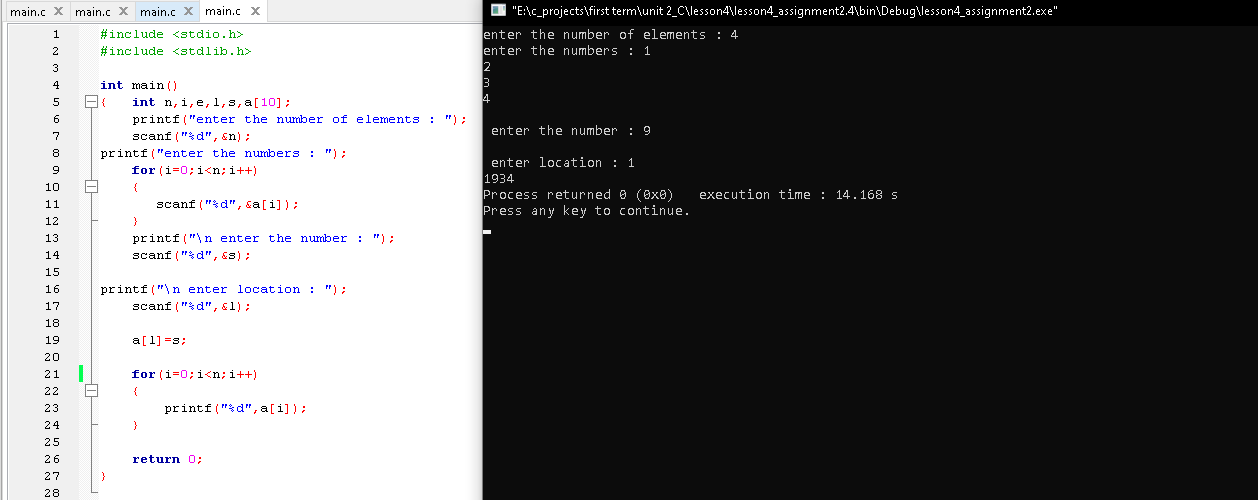 main.c × main.c × main.c × main.c ×
1 #include <stdio.h>
2 #include <stdlib.h>
3
4 int main()
5 { int n,i,e,l,s,a[10];
6 printf("enter the number of elements : ");
7 scanf("%d",&n);
8 printf("enter the numbers : ");
9 for(i=0;i<n;i++)
10 {
11 scanf("%d",&a[i]);
12 }
13 printf("\n enter the number : ");
14 scanf("%d",&s);
15
16 printf("\n enter location : ");
17 scanf("%d",&l);
18
19 a[l]=s;
20
21 for(i=0;i<n;i++)
22 {
23 printf("%d",a[i]);
24 }
25
26 return 0;
27 }
28
"E:\c_projects\first term\unit 2_C\lesson4\lesson4_assignment2.4\bin\Debug\lesson4_assignment2.exe"
enter the number of elements : 4
enter the numbers : 1
2
3
4
enter the number : 9
enter location : 1
1934
Process returned 0 (0x0) execution time : 14.168 s
Press any key to continue.